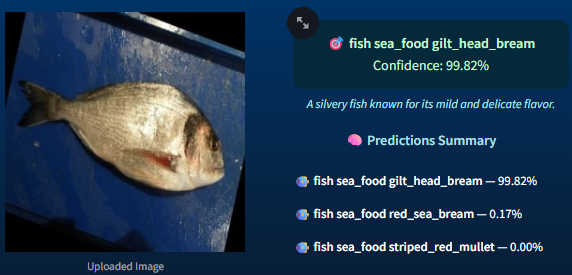 fish sea_food gilt_head_bream
Confidence: 99.82%
A silvery fish known for its mild and delicate flavor.
Predictions Summary
fish sea_food gilt_head_bream — 99.82%
fish sea_food red_sea_bream — 0.17%
fish sea_food striped_red_mullet — 0.00%
Uploaded Image